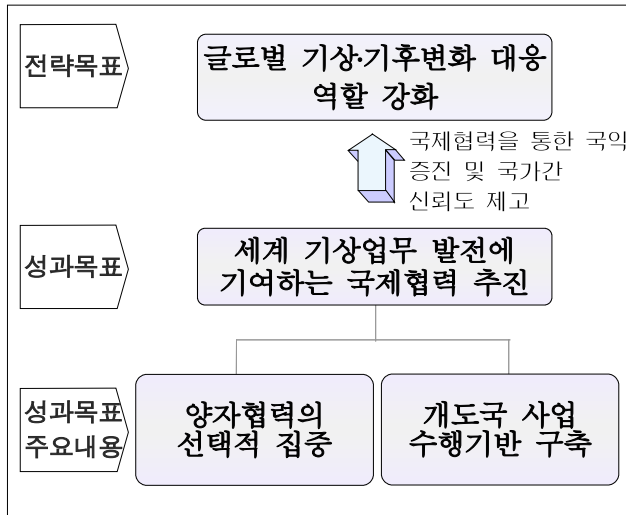 전략목표
글로벌 기상·기후변화 대응
역할 강화
국제협력을 통한 국익
증진 및 국가간
신뢰도 제고
성과목표
세계 기상업무 발전에
기여하는 국제협력 추진
성과목표
주요내용
양자협력의
선택적 집중
개도국 사업
수행기반 구축